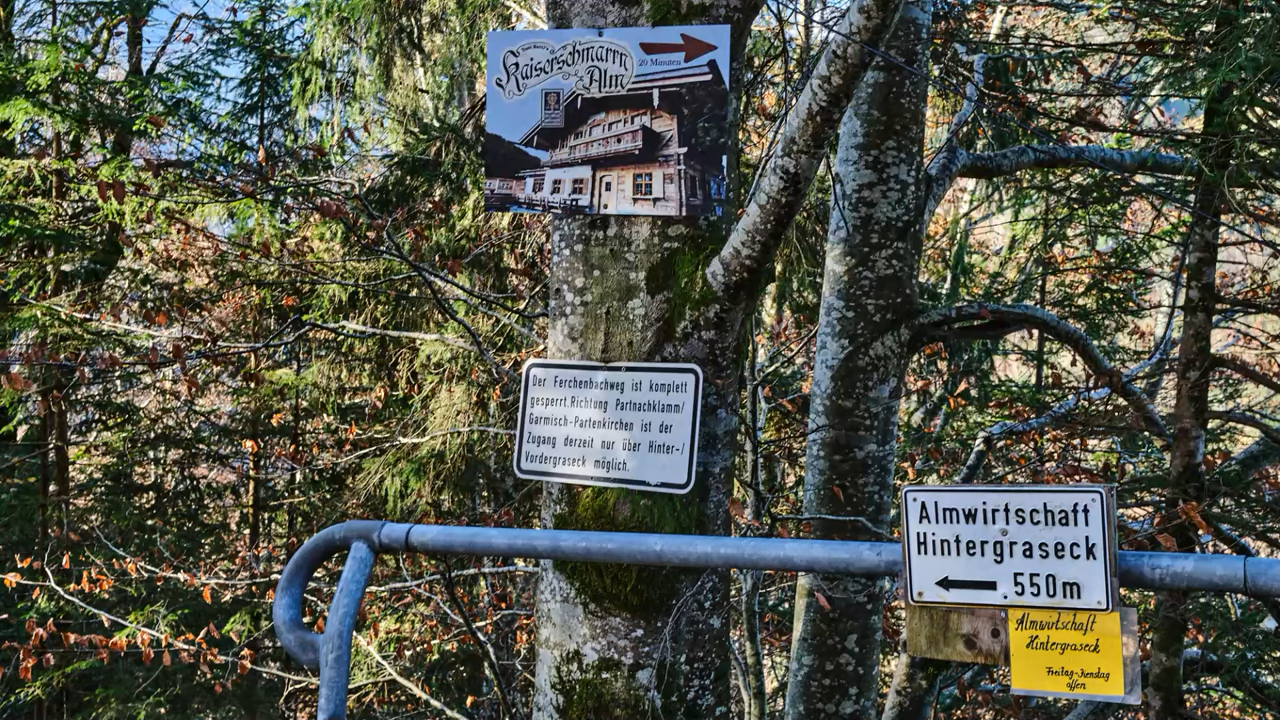 Kaiserschmarrn
Alm
20 Minuten
Der Ferchenbachweg ist komplett
gesperrt.Richtung Partnachklamm/
Garmisch-Partenkirchen ist der
Zugang derzeit nur über Hinter-/
Vordergraseck möglich.
Almwirtschaft
Hintergraseck
550m
Almwirtschaft
Hintergraseck
Freitag-Dienstag
offen